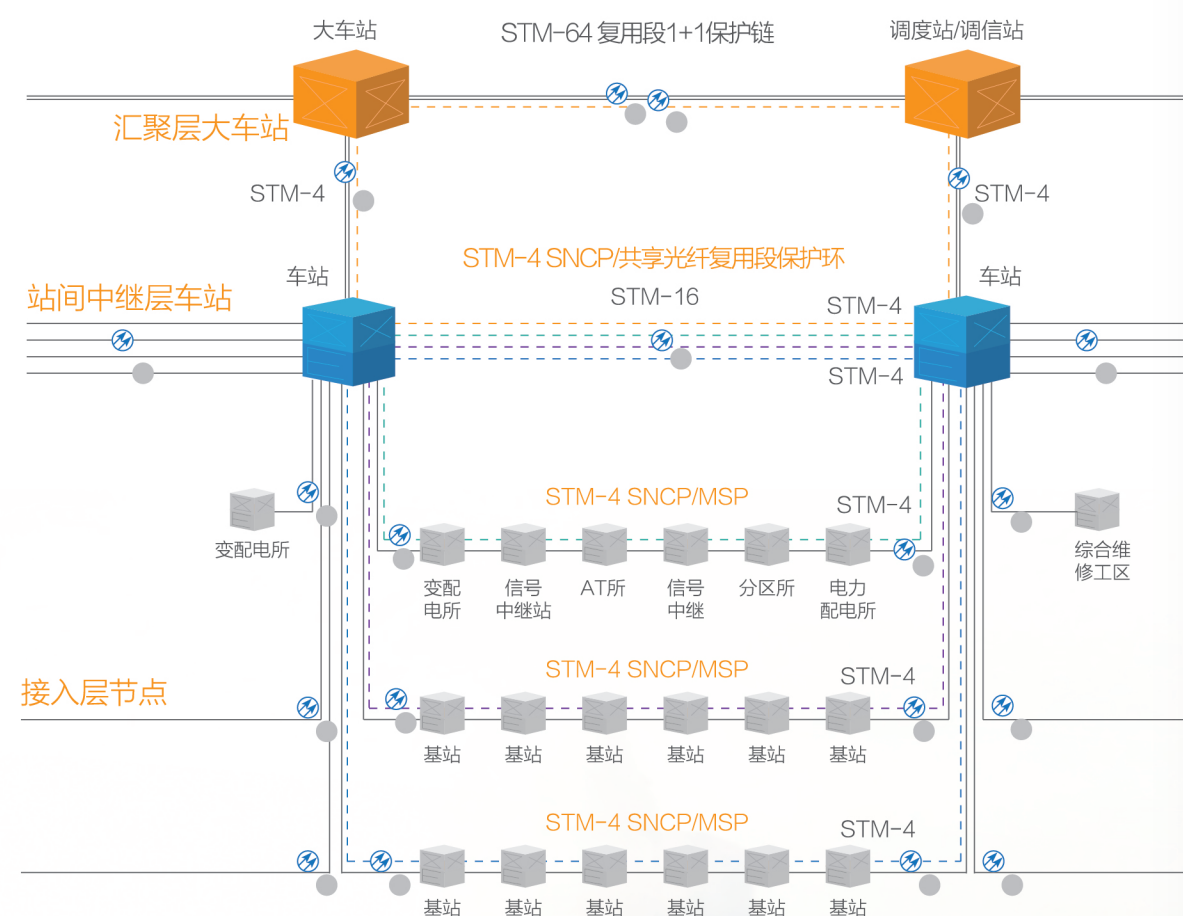 大车站
STM-64 复用段1+1保护链
调度站/调信站
汇聚层大车站
STM-4
STM-4
STM-4 SNCP/共享光纤复用段保护环
车站
车站
站间中继层车站
STM-16
STM-4
STM-4
STM-4 SNCP/MSP
STM-4
变配电所
综合维
修工区
变配
电所
信号
中继站
AT所
信号
中继
分区所
电力
配电所
接入层节点
STM-4 SNCP/MSP
STM-4
基站
基站
基站
基站
基站
基站
STM-4 SNCP/MSP
STM-4
基站
基站
基站
基站
基站
基站